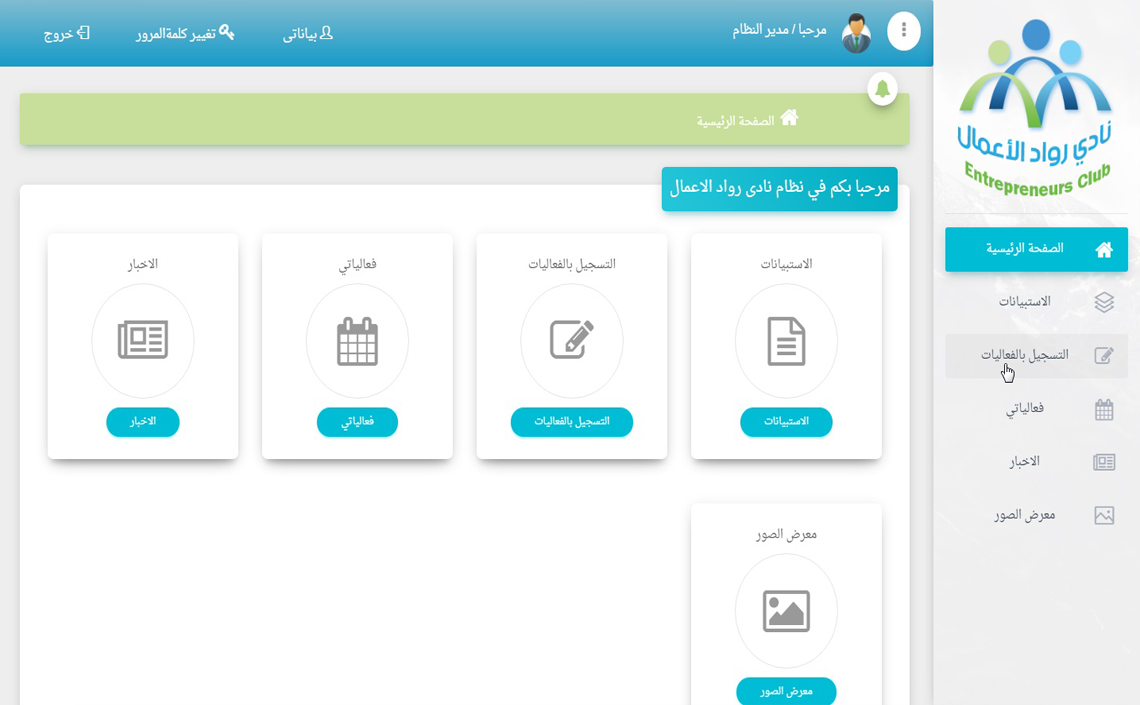 مرحبا / مدير النظام
بياناتى
تغيير كلمةالمرور
خروج
نادي رواد الأعمال
Entrepreneurs Club
الصفحة الرئيسية
الاستبيانات
التسجيل بالفعاليات
فعالياتي
الاخبار
معرض الصور
الصفحة الرئيسية
مرحبا بكم في نظام نادى رواد الاعمال
الاستبيانات
الاستبيانات
التسجيل بالفعاليات
التسجيل بالفعاليات
فعالياتي
فعالياتي
الاخبار
الاخبار
معرض الصور
معرض الصور